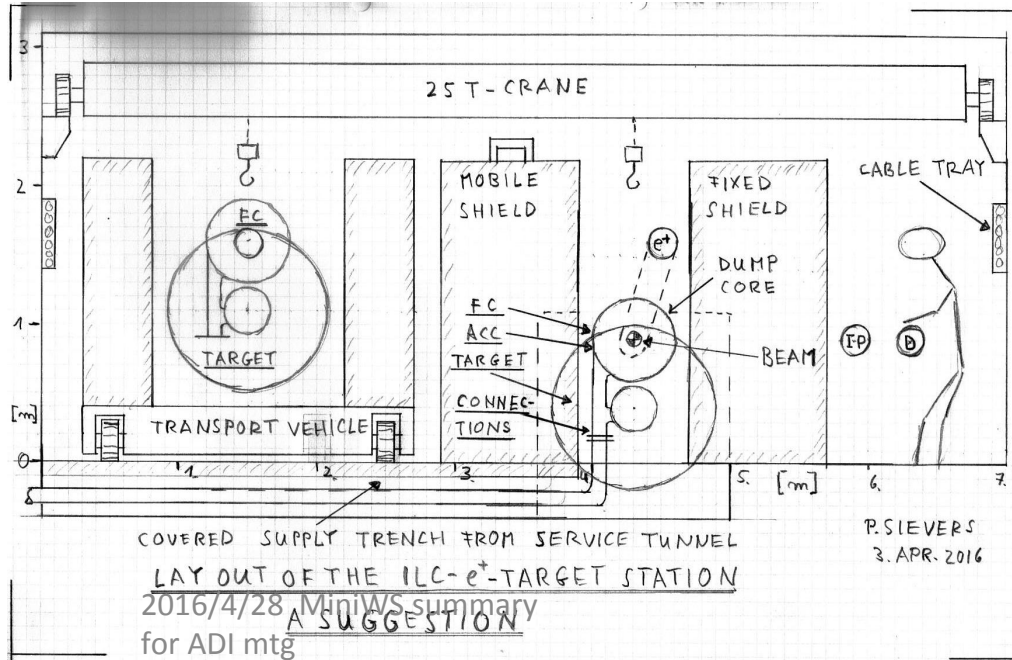 3
25 T-CRANE
2
MOBILE
SHIELD
FIXED
SHIELD
CABLE TRAY
FC
e+
DUMP
CORE
FC
ACC
TARGET
CONNEC-
TIONS
1
TARGET
BEAM
I-P
D
[m]
TRANSPORT VEHICLE
0
1.
2.
3.
4.
5.
[m]
6.
7.
COVERED SUPPLY TRENCH FROM SERVICE TUNNEL
P. SIEVERS
3. APR. 2016
LAY OUT OF THE ILC-e+-TARGET STATION
A SUGGESTION
2016/4/28 MiniWS summary
for ADI mtg